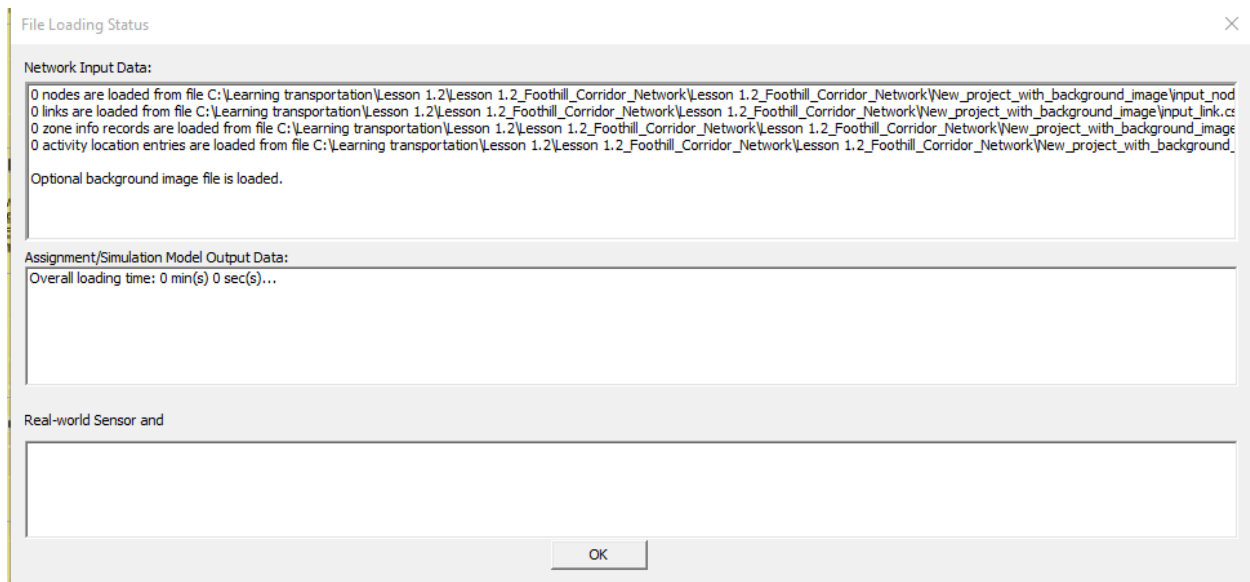 File Loading Status
Network Input Data:
0 nodes are loaded from file C:\Learning transportation\Lesson 1.2\Lesson 1.2_Foothill_Corridor_Network\Lesson 1.2_Foothill_Corridor_Network\New_project_with_background_image\input_nod
0 links are loaded from file C:\Learning transportation\Lesson 1.2\Lesson 1.2_Foothill_Corridor_Network\Lesson 1.2_Foothill_Corridor_Network\New_project_with_background_image\input_link.cs
0 zone info records are loaded from file C:\Learning transportation\Lesson 1.2\Lesson 1.2_Foothill_Corridor_Network\Lesson 1.2_Foothill_Corridor_Network\New_project_with_background_image
0 activity location entries are loaded from file C:\Learning transportation\Lesson 1.2\Lesson 1.2_Foothill_Corridor_Network\Lesson 1.2_Foothill_Corridor_Network\New_project_with_background_
Optional background image file is loaded.
Assignment/Simulation Model Output Data:
Overall loading time: 0 min(s) 0 sec(s)...
Real-world Sensor and
OK